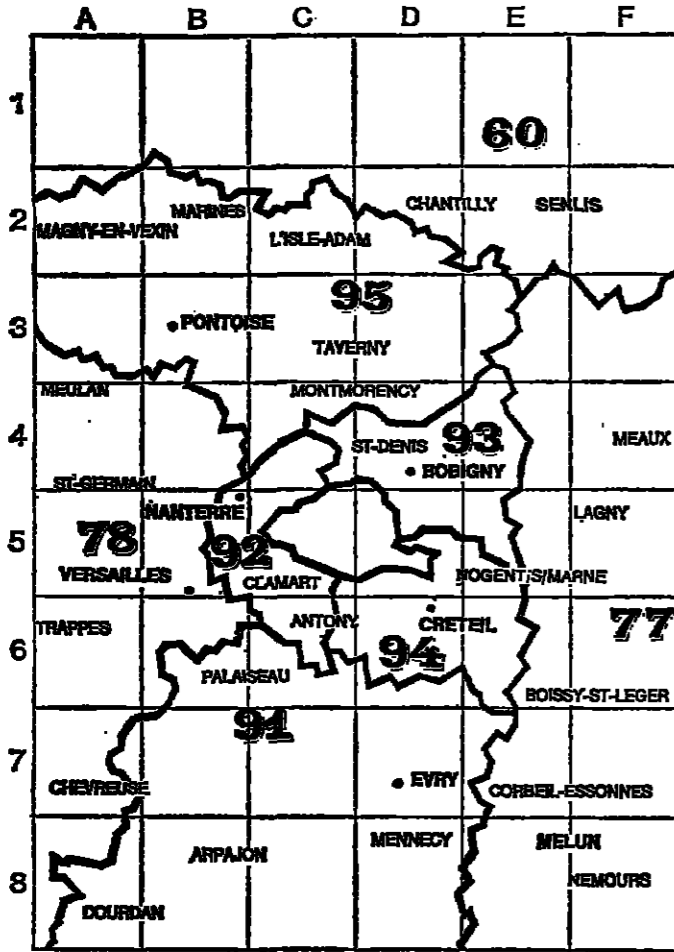 A B C D E F
1
60
2
MAGNY-EN-VEXIN
MARINES
L'ISLE-ADAM
CHANTILLY
SENLIS
95
3
PONTOISE
TAVERNY
MEULAN
MONTMORENCY
4
ST-DENIS
93
BOBIGNY
MEAUX
ST-GERMAIN
NANTERRE
LAGNY
5
78
92
VERSAILLES
CLAMART
NOGENT/S/MARNE
TRAPPES
ANTONY
CRETEIL
77
6
94
PALAISEAU
BOISSY-ST-LEGER
91
7
CHEVREUSE
EVRY
CORBEIL-ESSONNES
ARPAJON
MENNECY
MELUN
8
DOURDAN
NEMOURS